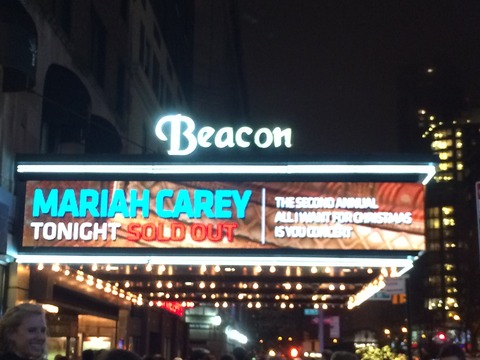 Beacon
MARIAH CAREY
TONIGHT SOLD OUT
THE SECOND ANNUAL
ALL I WANT FOR CHRISTMAS
IS YOU CONCERT